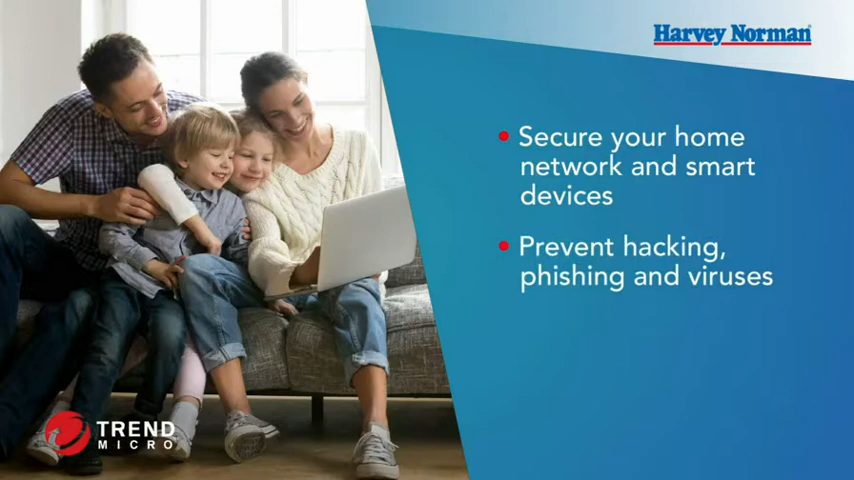 Harvey Norman
• Secure your home
network and smart
devices
• Prevent hacking,
phishing and viruses
TREND
MICRO